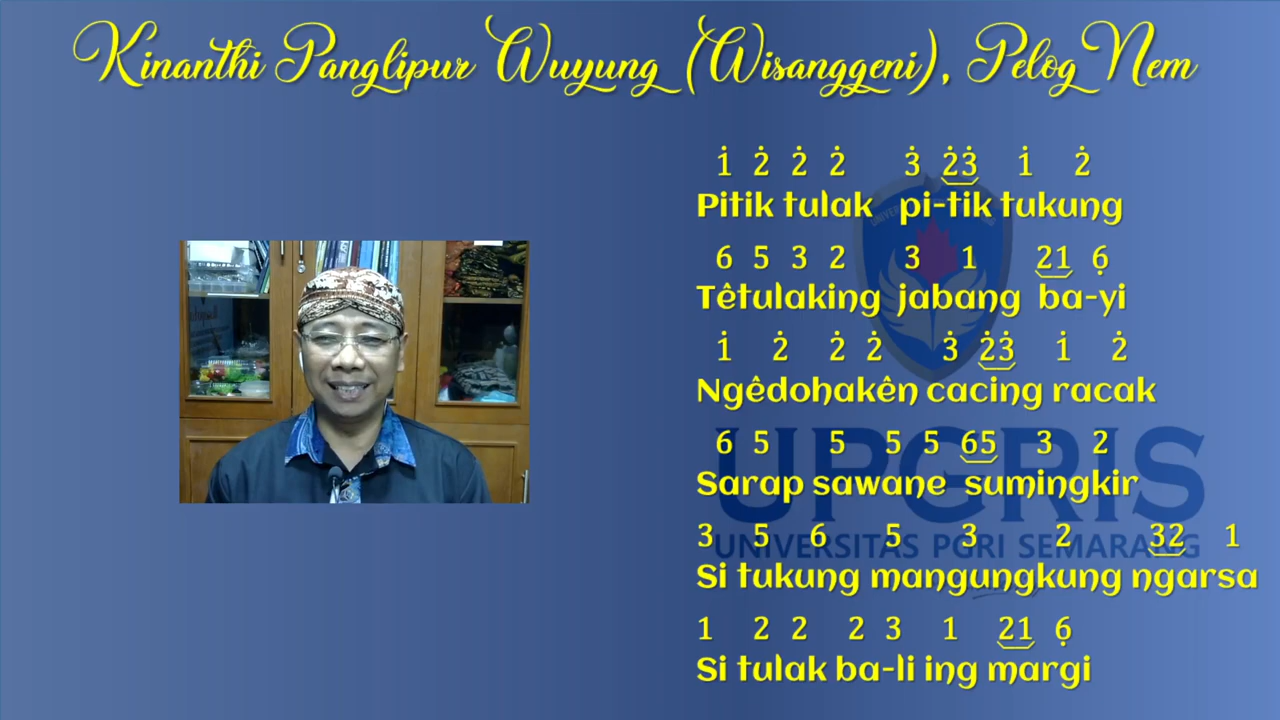 Kinanthi Panglipur Wuyung (Wisanggeni), Pelog Nem
1̇ 2̇ 2̇ 2̇ 3̇ 2̇3̇ 1̇ 2̇
Pitik tulak pi-tik tukung
6 5 3 2 3 1 21 6̣
Têtulaking jabang ba-yi
1̇ 2̇ 2̇ 2̇ 3̇ 2̇3̇ 1̇ 2̇
Ngêdohakên cacing racak
6 5 5 5 5 65 3 2
Sarap sawane sumingkir
3 5 6 5 3 2 32 1
Si tukung mangungkung ngarsa
1 2 2 2 3 1 21 6̣
Si tulak ba-li ing margi
UPGRIS
UNIVERSITAS PGRI SEMARANG